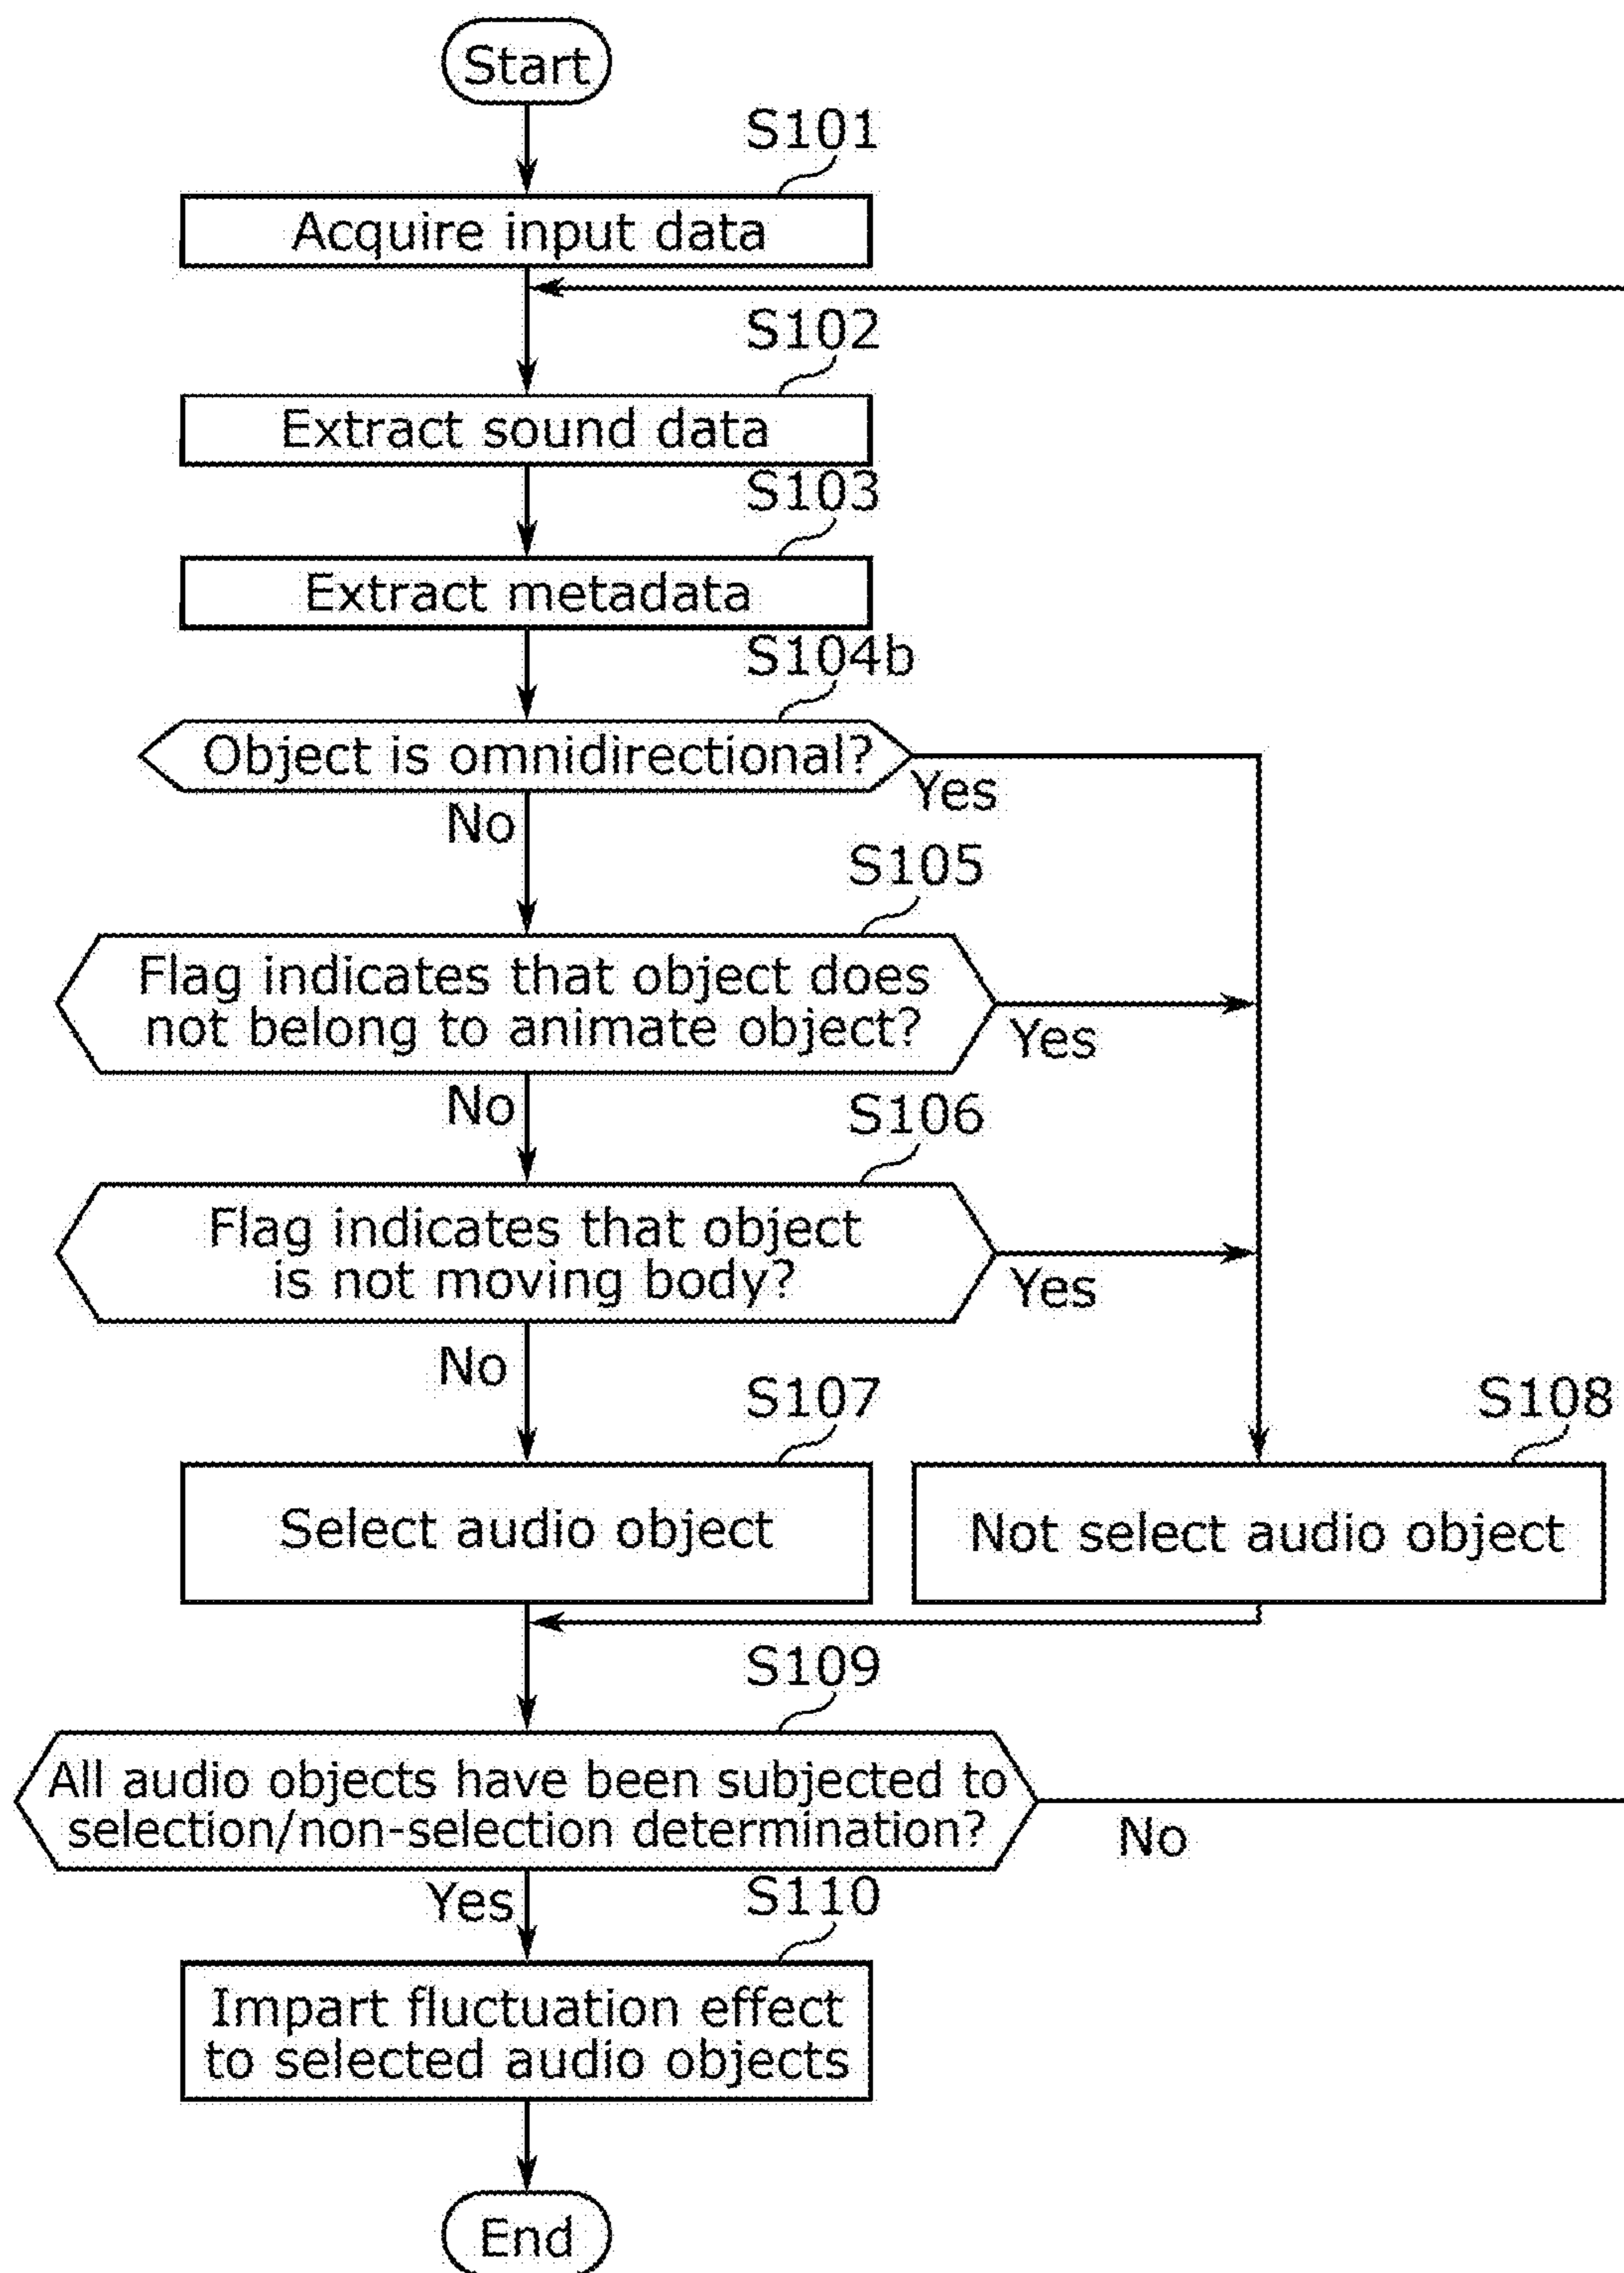 Start
S101
Acquire input data
S102
Extract sound data
S103
Extract metadata
S104b
Object is omnidirectional?
Yes
No
S105
Flag indicates that object does
not belong to animate object?
Yes
No
S106
Flag indicates that object
is not moving body?
Yes
No
S107
S108
Select audio object
Not select audio object
S109
All audio objects have been subjected to
selection/non-selection determination?
No
Yes
S110
Impart fluctuation effect
to selected audio objects
End